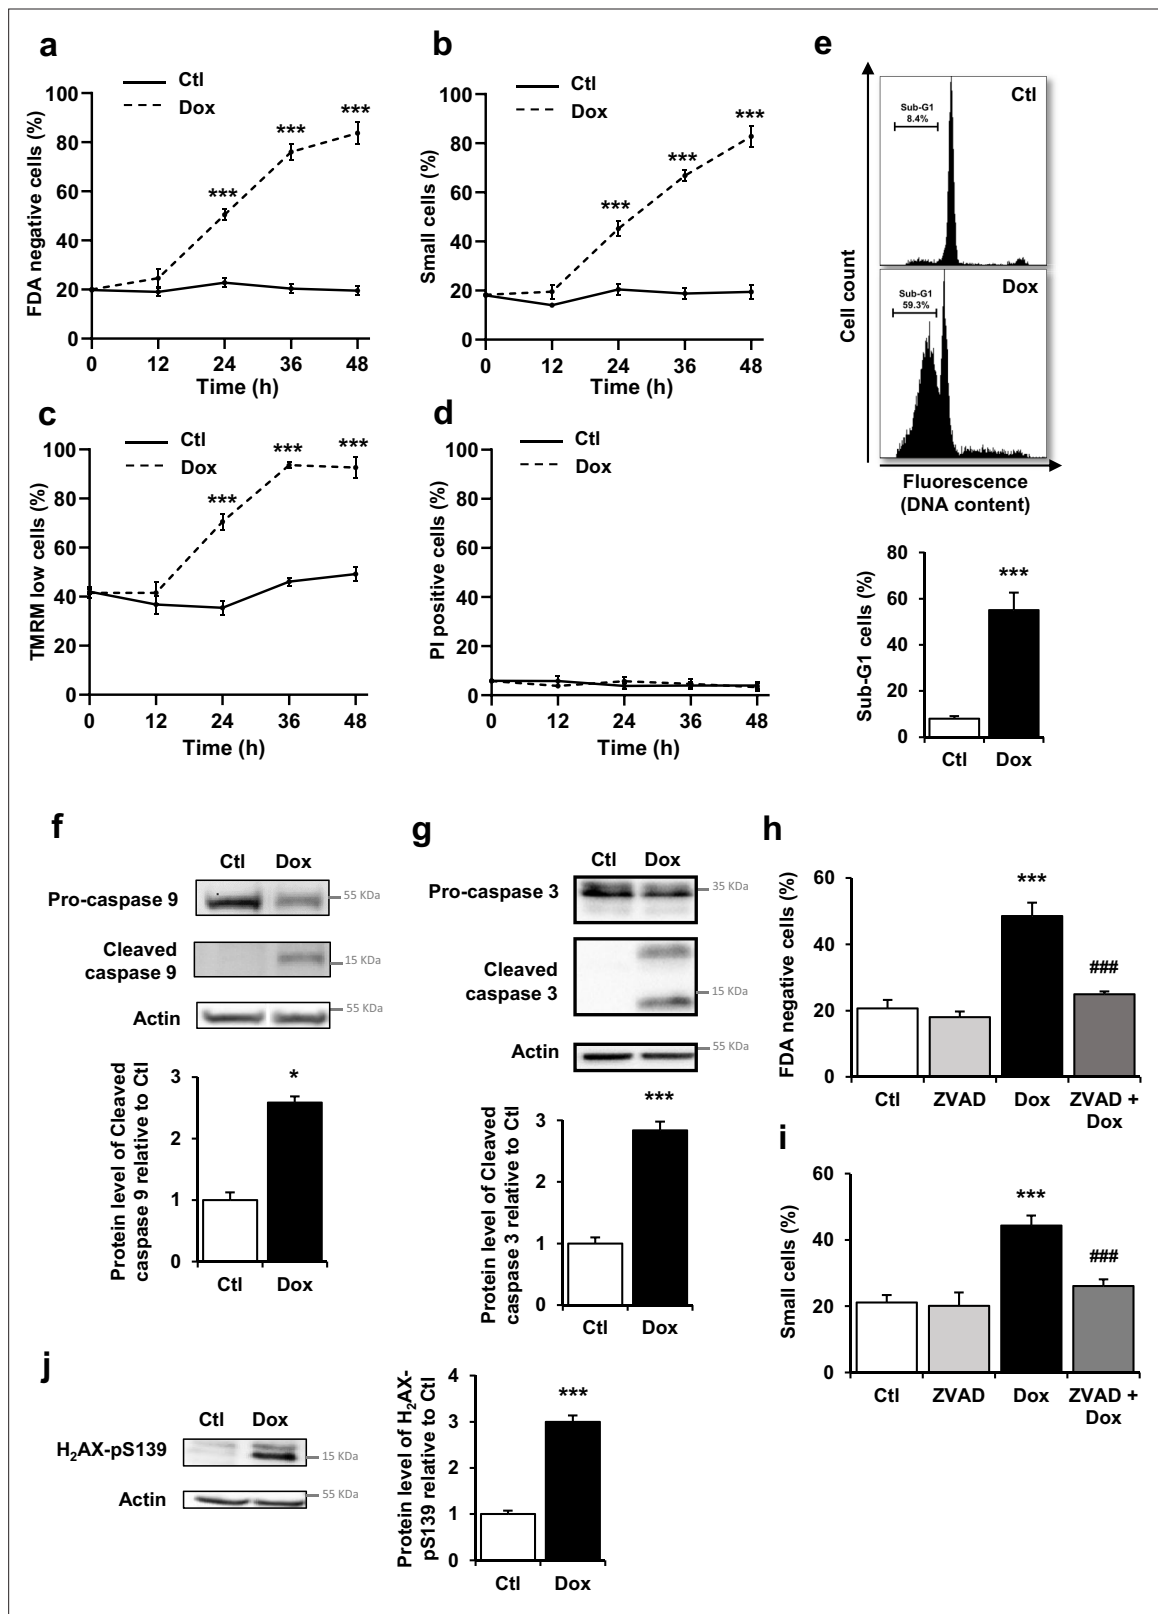 a
Ctl
Dox
FDA negative cells (%)
100
80
60
40
20
0
***
***
***
0 12 24 36 48
Time (h)
b
Ctl
Dox
Small cells (%)
100
80
60
40
20
0
***
***
***
0 12 24 36 48
Time (h)
c
Ctl
Dox
TMRM low cells (%)
100
80
60
40
20
0
***
***
***
0 12 24 36 48
Time (h)
d
Ctl
Dox
PI positive cells (%)
100
80
60
40
20
0
0 12 24 36 48
Time (h)
e
Ctl
Sub-G1
8.4%
Dox
Sub-G1
59.3%
Cell count
Fluorescence
(DNA content)
Sub-G1 cells (%)
80
60
40
20
0
***
Ctl Dox
f
Ctl Dox
Pro-caspase 9
55 KDa
Cleaved
caspase 9
15 KDa
Actin
55 KDa
Protein level of Cleaved
caspase 9 relative to Ctl
3
2
1
0
*
Ctl Dox
g
Ctl Dox
Pro-caspase 3
35 KDa
Cleaved
caspase 3
15 KDa
Actin
55 KDa
Protein level of Cleaved
caspase 3 relative to Ctl
3
2
1
0
***
Ctl Dox
h
FDA negative cells (%)
60
40
20
0
***
###
Ctl ZVAD Dox ZVAD +
Dox
i
Small cells (%)
60
40
20
0
***
###
Ctl ZVAD Dox ZVAD +
Dox
j
Ctl Dox
H₂AX-pS139
15 KDa
Actin
55 KDa
Protein level of H₂AX-
pS139 relative to Ctl
4
3
2
1
0
***
Ctl Dox